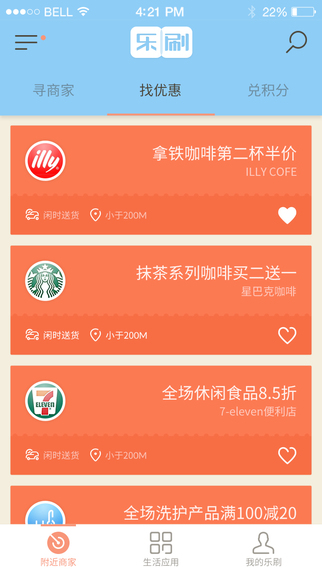 BELL 4:21 PM 22%
乐刷
寻商家 找优惠 兑积分
illy
拿铁咖啡第二杯半价
ILLY COFE
闲时送货 小于200M
抹茶系列咖啡买二送一
星巴克咖啡
闲时送货 小于200M
7 ELEVEN
全场休闲食品8.5折
7-eleven便利店
闲时送货 小于200M
全场洗护产品满100减20
附近商家 生活应用 我的乐刷